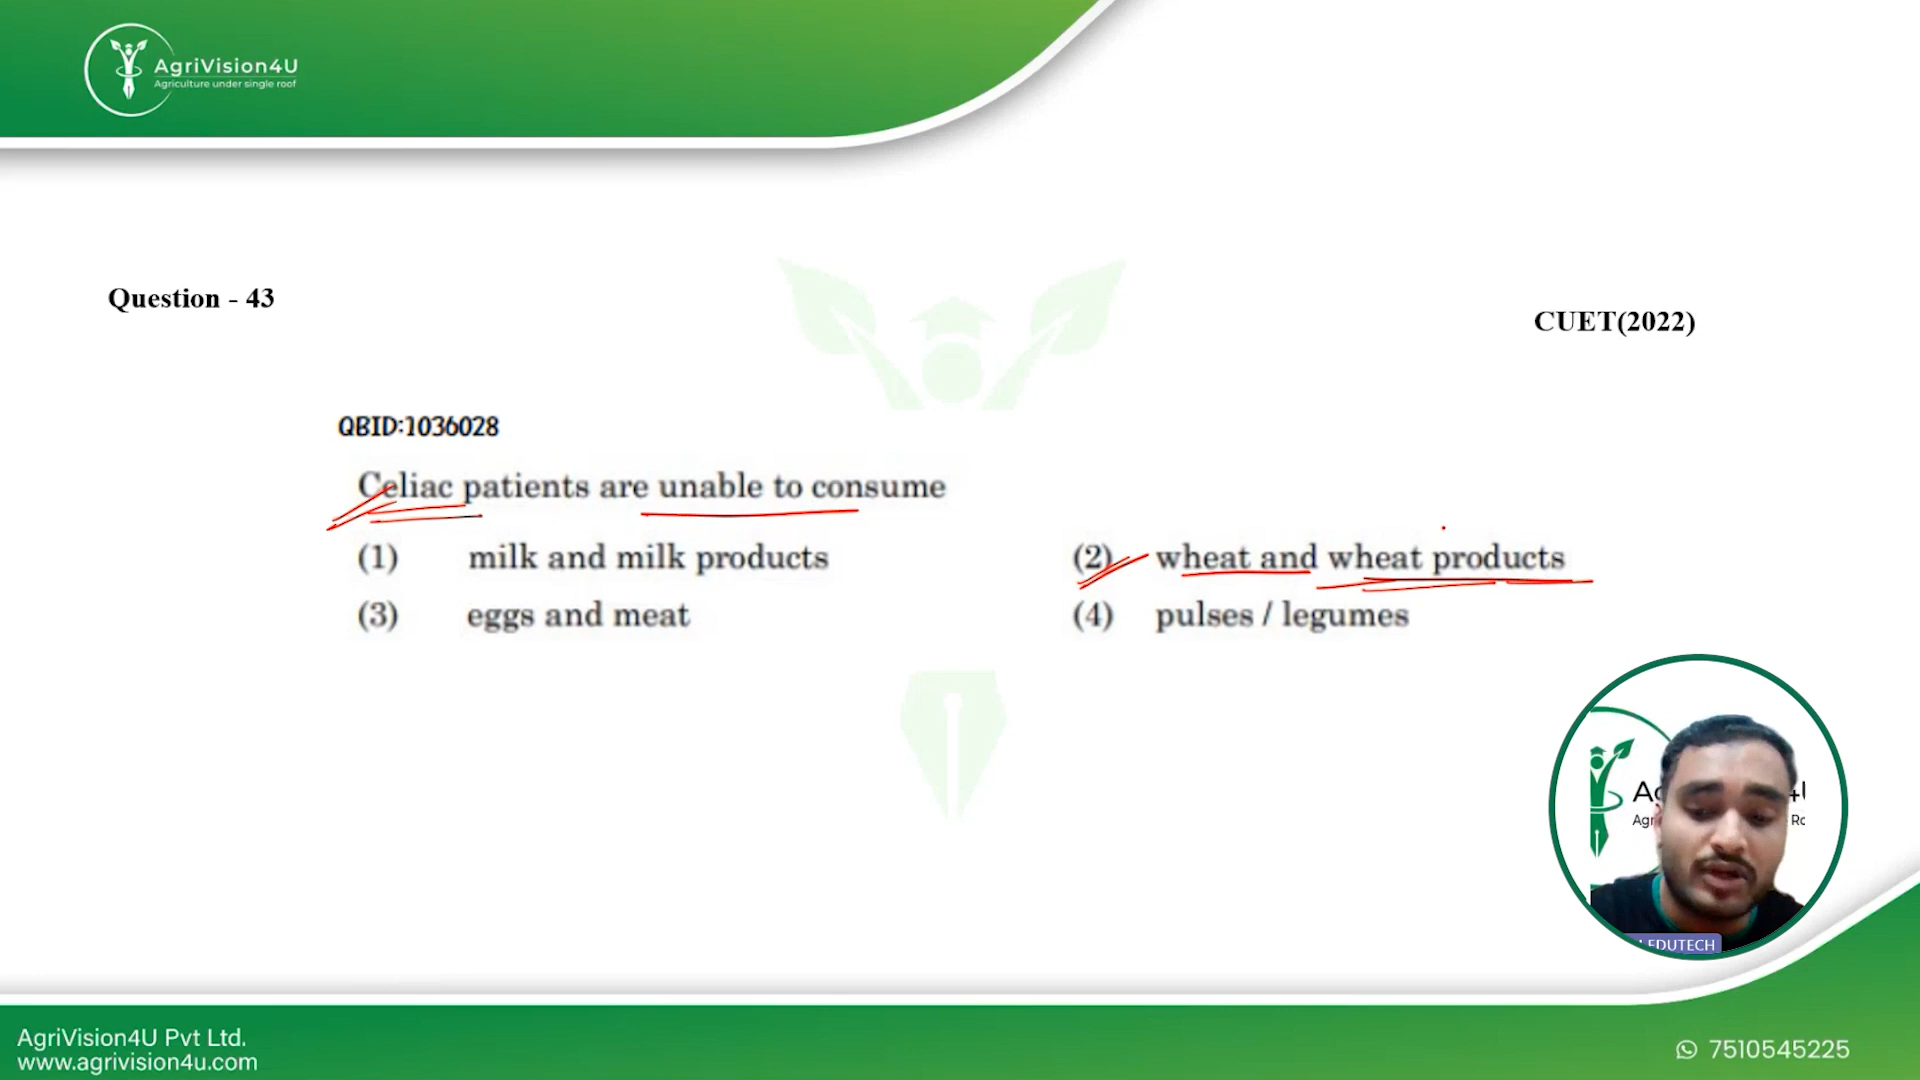 AgriVision4U
Agriculture under single roof
Question - 43
CUET(2022)
QBID:1036028
Celiac patients are unable to consume
(1) milk and milk products
(2) wheat and wheat products
(3) eggs and meat
(4) pulses / legumes
EDUTECH
AgriVision4U Pvt Ltd.
www.agrivision4u.com
7510545225